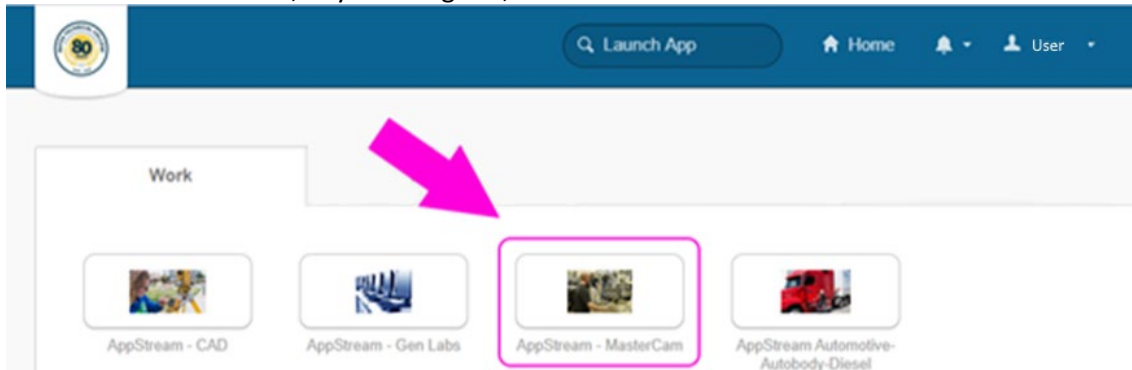 80
Launch App
Home
User
Work
AppStream - CAD
AppStream - Gen Labs
AppStream - MasterCam
AppStream Automotive-
Autobody-Diesel